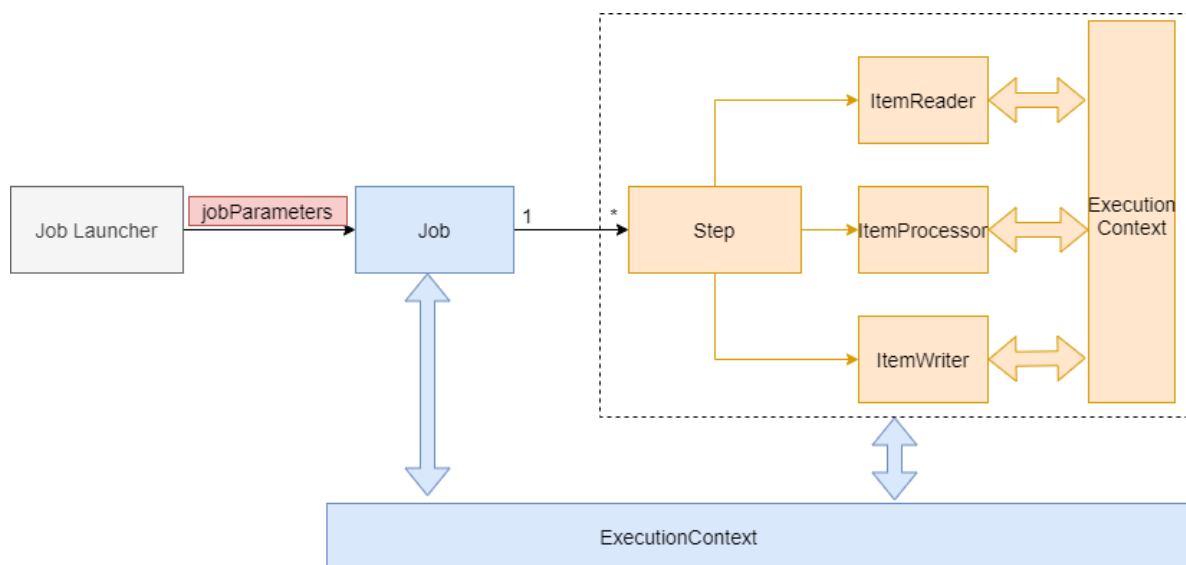 ItemReader
jobParameters
1
*
Job Launcher
Job
Step
ItemProcessor
Execution
Context
ItemWriter
ExecutionContext